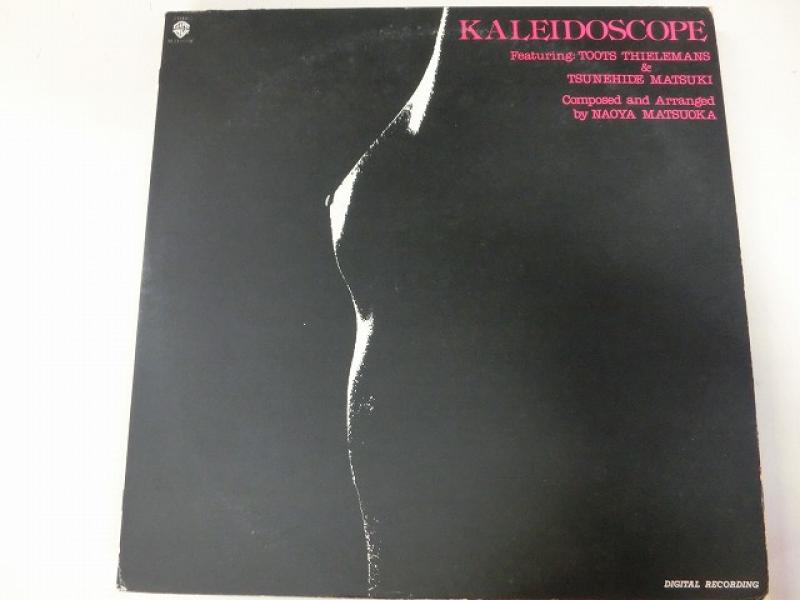 KALEIDOSCOPE
Featuring: TOOTS THIELEMANS
&
TSUNEHIDE MATSUKI
Composed and Arranged
by NAOYA MATSUOKA
DIGITAL RECORDING